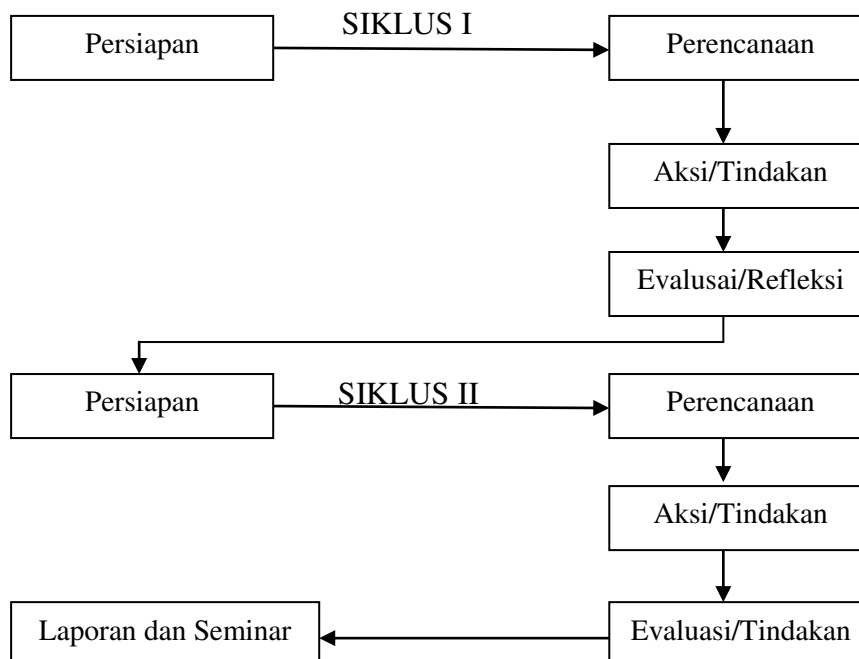 SIKLUS I
Persiapan
Perencanaan
Aksi/Tindakan
Evalusai/Refleksi
Persiapan
SIKLUS II
Perencanaan
Aksi/Tindakan
Laporan dan Seminar
Evaluasi/Tindakan